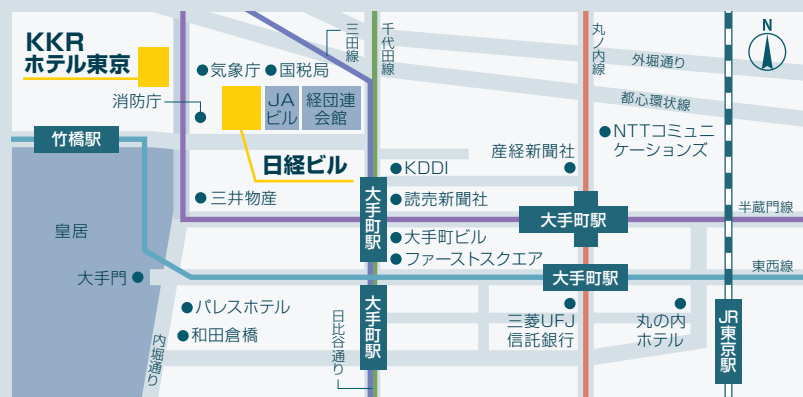 KKR
ホテル東京
三田線
千代田線
丸ノ内線
N
外堀通り
都心環状線
気象庁
国税局
消防庁
JA
ビル
経団連
会館
NTTコミュニ
ケーションズ
竹橋駅
日経ビル
KDDI
産経新聞社
三井物産
大手町駅
読売新聞社
大手町駅
半蔵門線
皇居
大手町ビル
ファーストスクエア
東西線
大手門
大手町駅
パレスホテル
和田倉橋
大手町駅
日比谷通り
三菱UFJ
信託銀行
丸の内
ホテル
JR東京駅
内堀通り